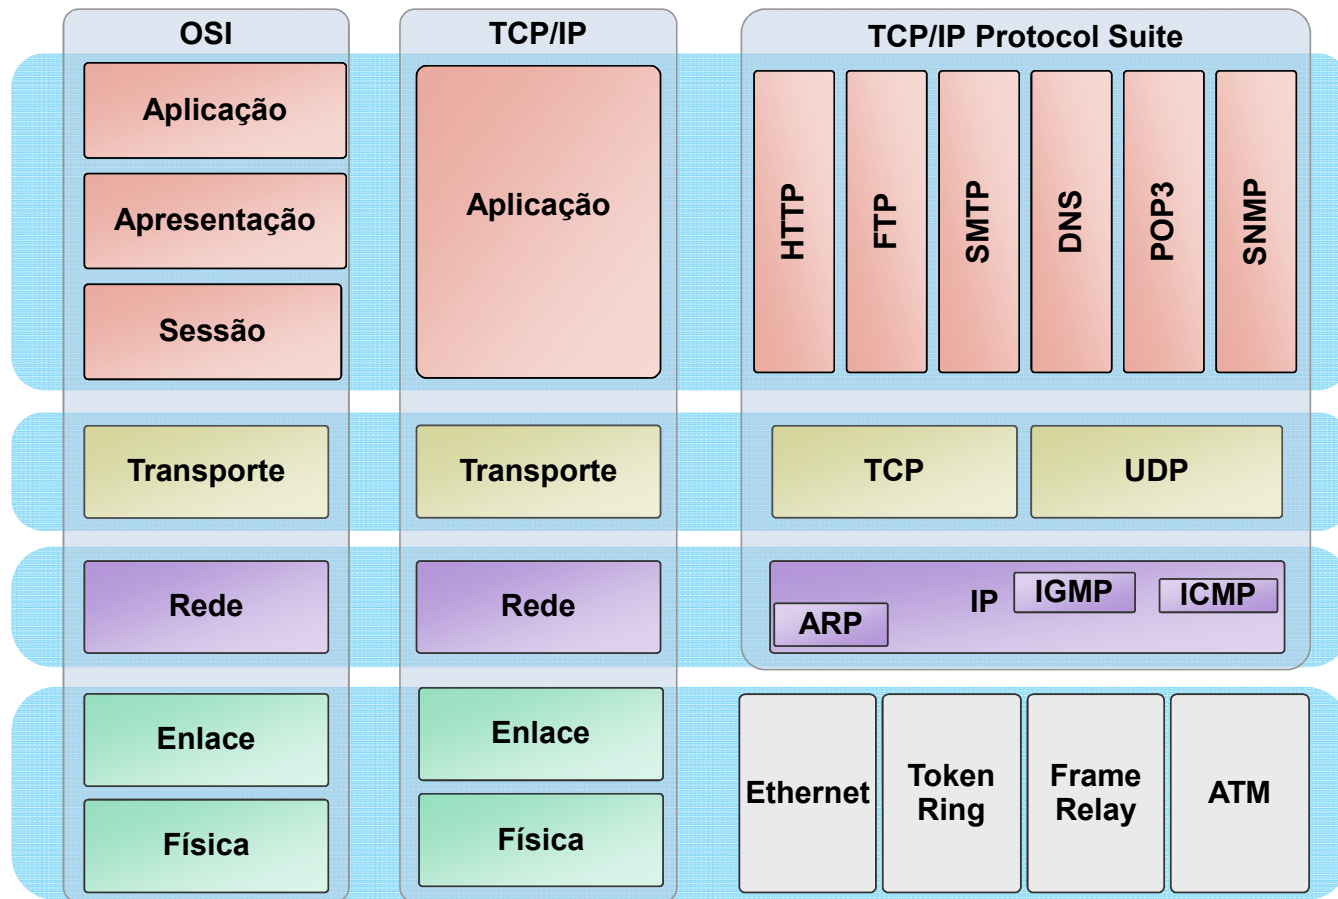 OSI
TCP/IP
TCP/IP Protocol Suite
Aplicação
Apresentação
Sessão
Aplicação
HTTP
FTP
SMTP
DNS
POP3
SNMP
Transporte
Transporte
TCP
UDP
Rede
Rede
IP
ARP
IGMP
ICMP
Enlace
Física
Enlace
Física
Ethernet
Token
Ring
Frame
Relay
ATM